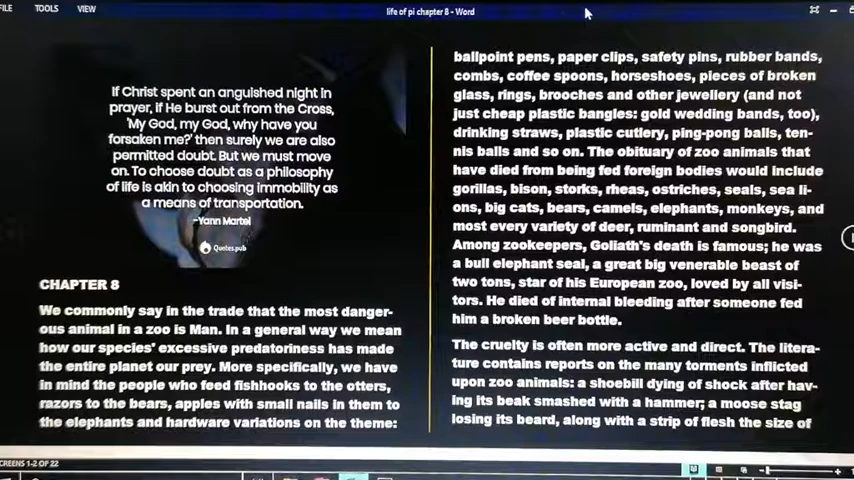 FILE TOOLS VIEW
life of pi chapter 8 - Word
If Christ spent an anguished night in
prayer, if He burst out from the Cross,
'My God, my God, why have you
forsaken me?' then surely we are also
permitted doubt. But we must move
on. To choose doubt as a philosophy
of life is akin to choosing immobility as
a means of transportation.
-Yann Martel
Quotes.pub
CHAPTER 8
We commonly say in the trade that the most danger-
ous animal in a zoo is Man. In a general way we mean
how our species' excessive predatoriness has made
the entire planet our prey. More specifically, we have
in mind the people who feed fishhooks to the otters,
razors to the bears, apples with small nails in them to
the elephants and hardware variations on the theme:
ballpoint pens, paper clips, safety pins, rubber bands,
combs, coffee spoons, horseshoes, pieces of broken
glass, rings, brooches and other jewellery (and not
just cheap plastic bangles: gold wedding bands, too),
drinking straws, plastic cutlery, ping-pong balls, ten-
nis balls and so on. The obituary of zoo animals that
have died from being fed foreign bodies would include
gorillas, bison, storks, rheas, ostriches, seals, sea li-
ons, big cats, bears, camels, elephants, monkeys, and
most every variety of deer, ruminant and songbird.
Among zookeepers, Goliath's death is famous; he was
a bull elephant seal, a great big venerable beast of
two tons, star of his European zoo, loved by all visi-
tors. He died of internal bleeding after someone fed
him a broken beer bottle.
The cruelty is often more active and direct. The litera-
ture contains reports on the many torments inflicted
upon zoo animals: a shoebill dying of shock after hav-
ing its beak smashed with a hammer; a moose stag
losing its beard, along with a strip of flesh the size of
SCREENS 1-2 OF 22